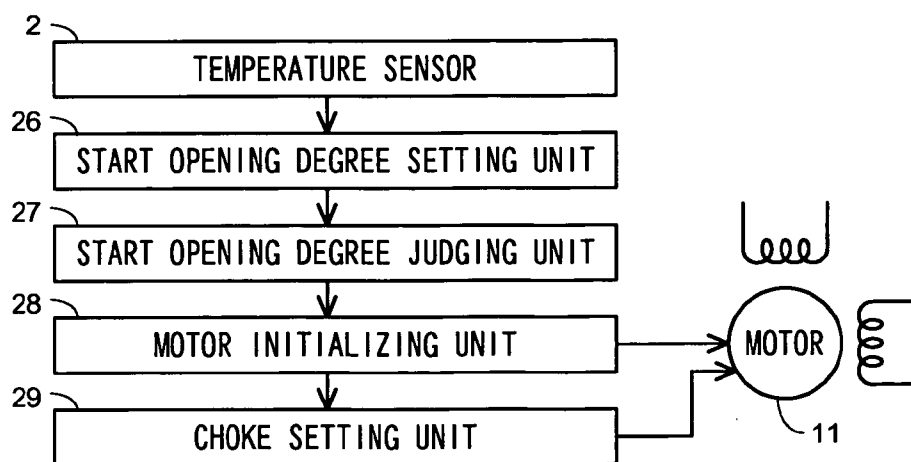 2
TEMPERATURE SENSOR
26
START OPENING DEGREE SETTING UNIT
27
START OPENING DEGREE JUDGING UNIT
28
MOTOR INITIALIZING UNIT
MOTOR
29
CHOKE SETTING UNIT
11